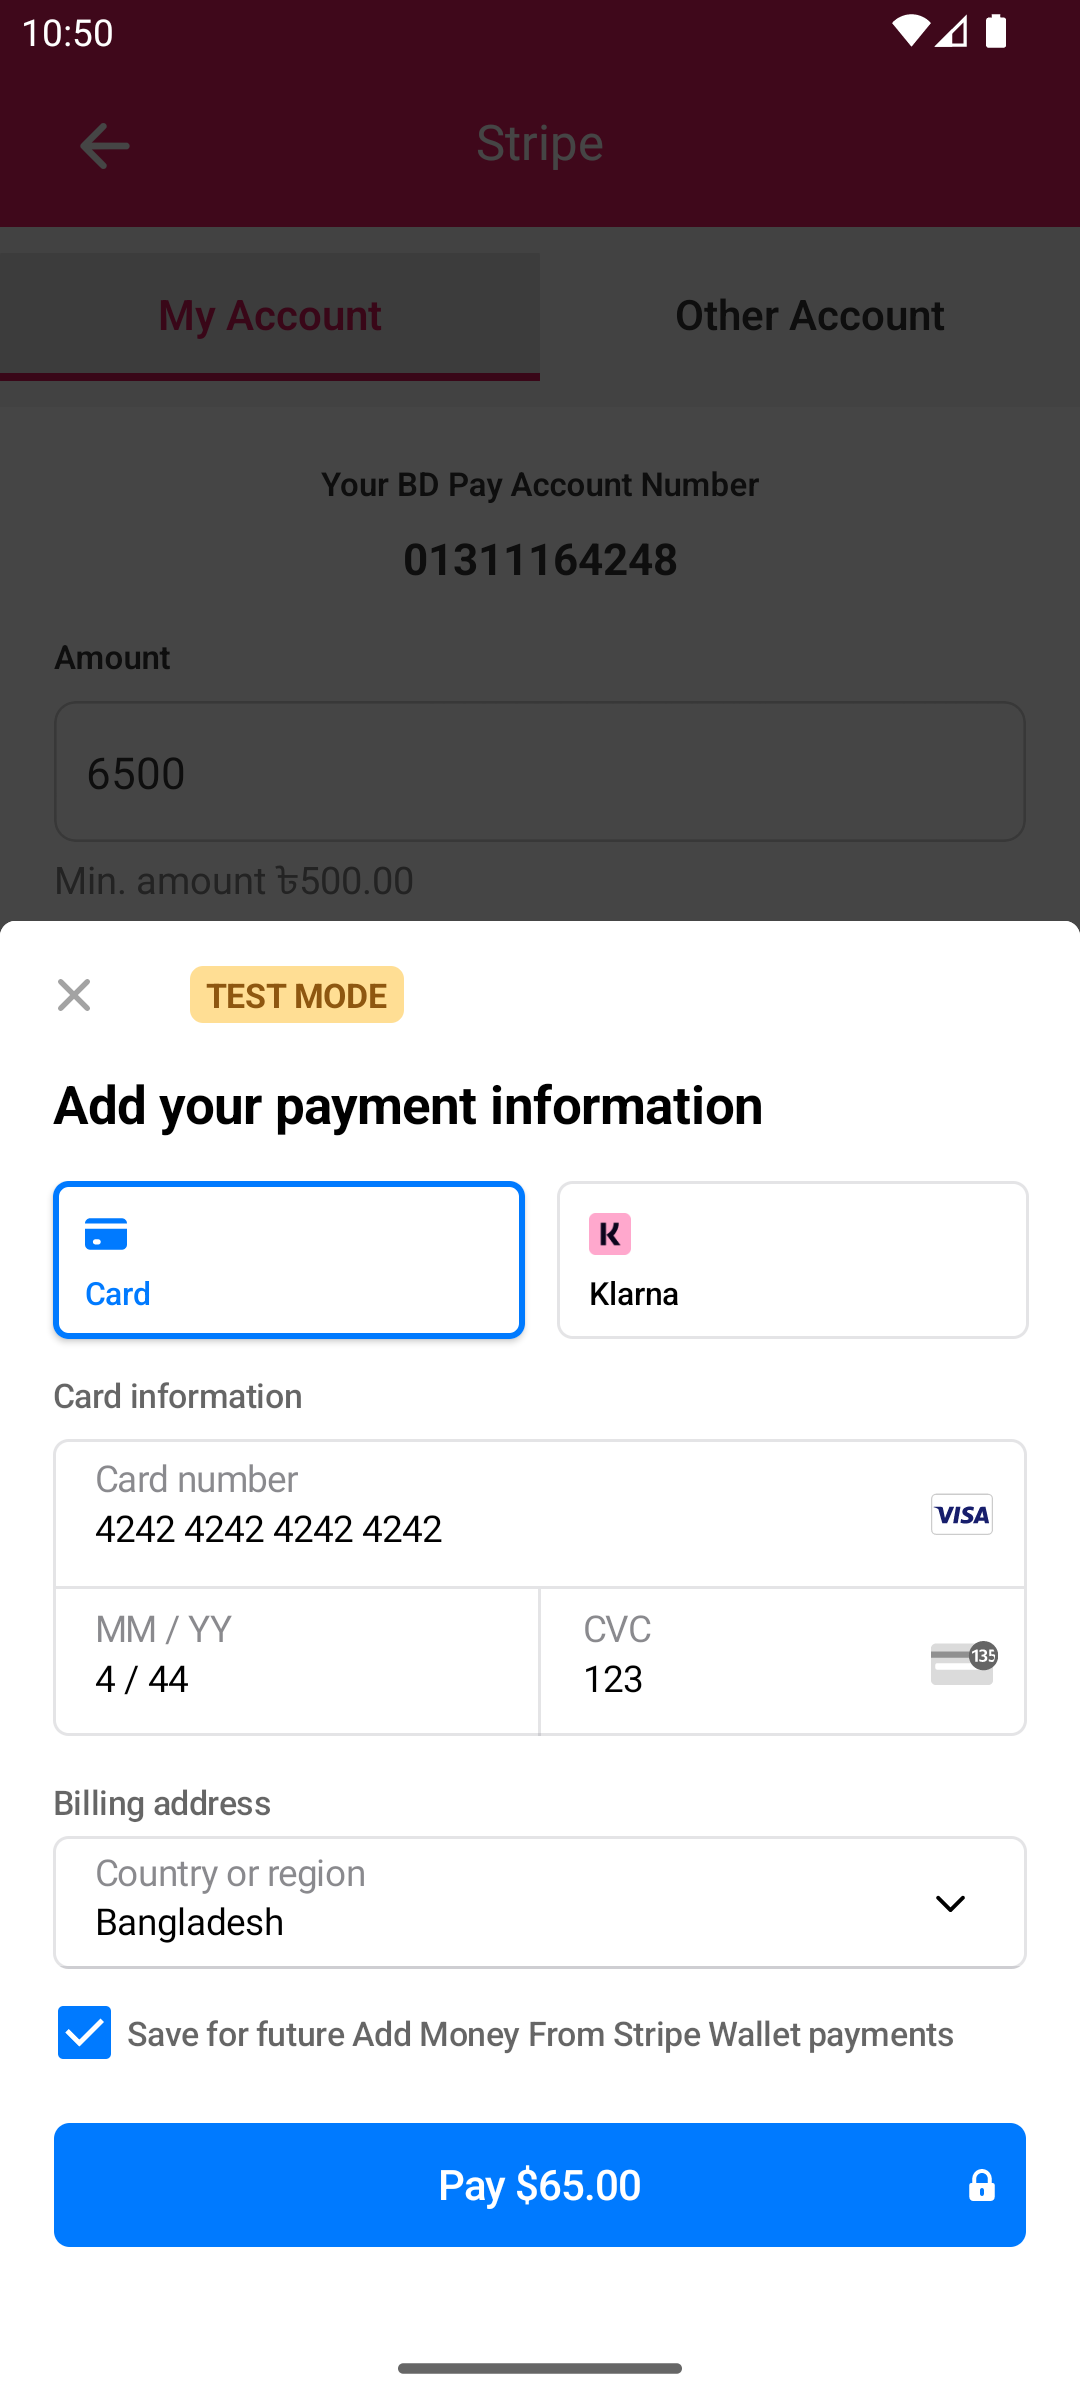 10:50
Stripe
My Account
Other Account
Your BD Pay Account Number
01311164248
Amount
6500
Min. amount ৳500.00
TEST MODE
Add your payment information
Card
K
Klarna
Card information
Card number
4242 4242 4242 4242
VISA
MM / YY
4 / 44
CVC
123
135
Billing address
Country or region
Bangladesh
Save for future Add Money From Stripe Wallet payments
Pay $65.00